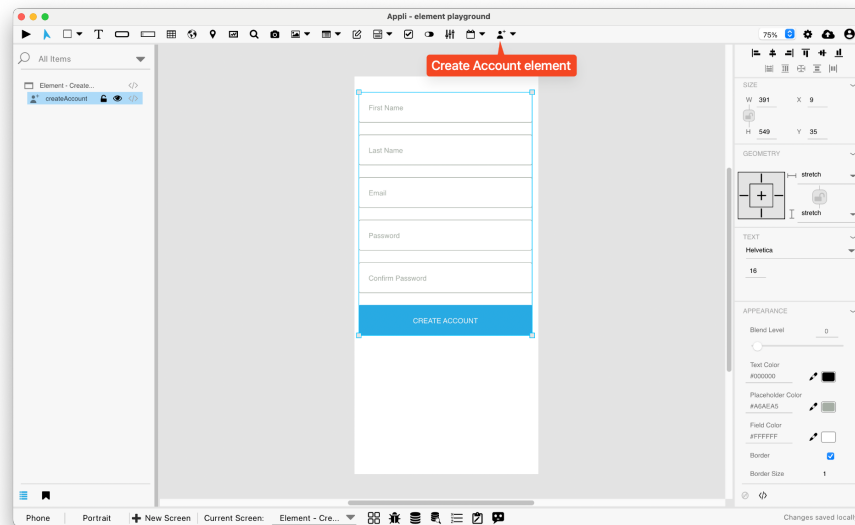 Appli - element playground
75%
Create Account element
All Items
Element - Create...
createAccount
First Name
Last Name
Email
Password
Confirm Password
CREATE ACCOUNT
SIZE
W 391 X 9
H 549 Y 35
GEOMETRY
stretch
stretch
TEXT
Helvetica
16
APPEARANCE
Blend Level 0
Text Color
#000000
Placeholder Color
#A6AEA5
Field Color
#FFFFFF
Border
Border Size 1
Phone Portrait New Screen Current Screen: Element - Cre... Changes saved locall